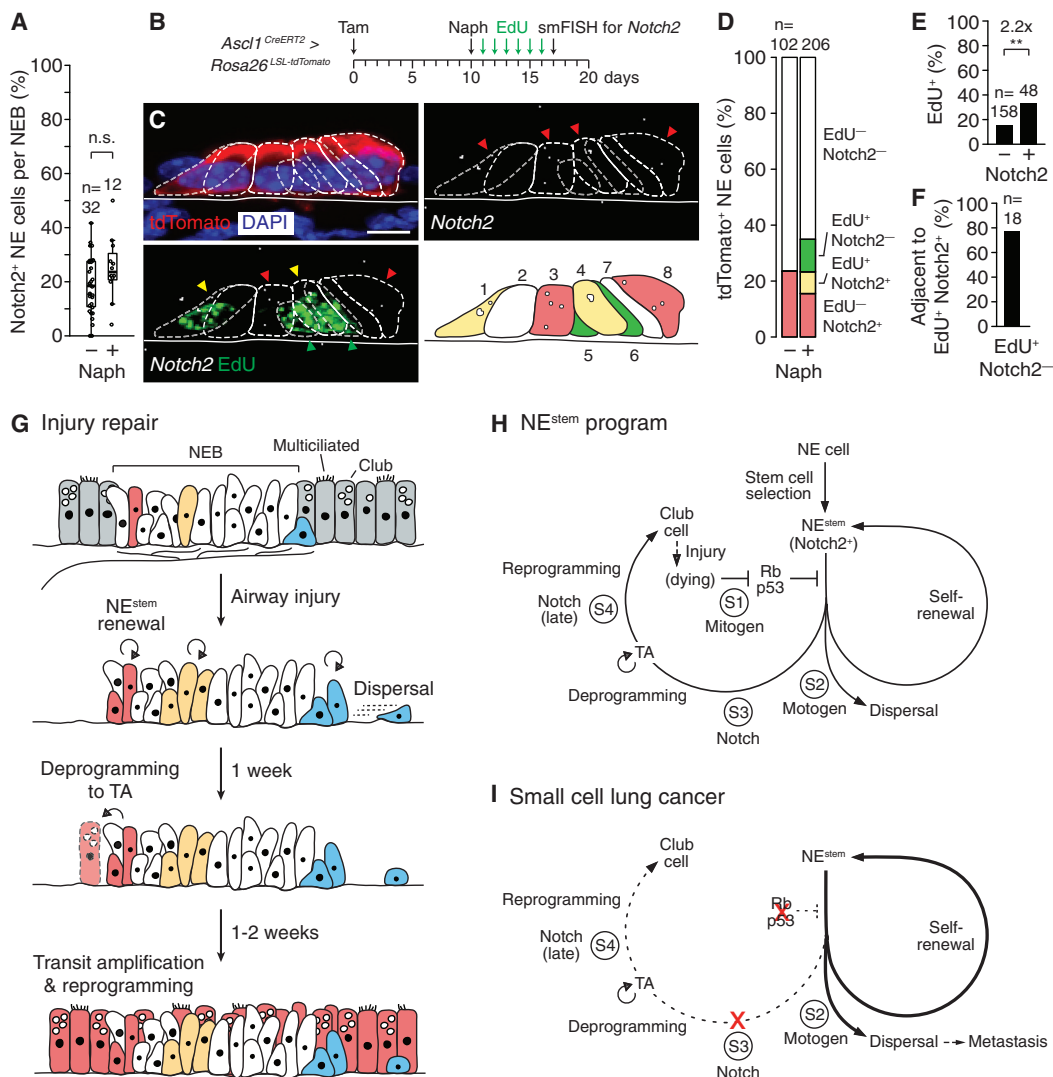 A
Notch2+ NE cells per NEB (%)
100
90
80
70
60
50
40
30
20
10
0
n.s.
n=
32
12
− +
Naph
B
Ascl1CreERT2 >
Rosa26LSL-tdTomato
Tam
Naph EdU smFISH for Notch2
0 5 10 15 20 days
C
tdTomato DAPI
Notch2
Notch2 EdU
1 2 3 4 7 8
5 6
D
n=
102 206
tdTomato+ NE cells (%)
100
80
60
40
20
0
EdU−
Notch2−
EdU+
Notch2−
EdU+
Notch2+
EdU−
Notch2+
− +
Naph
E
2.2x
**
EdU+ (%)
100
80
60
40
20
0
n=
158 48
− +
Notch2
F
n=
18
Adjacent to
EdU+ Notch2+ (%)
100
80
60
40
20
0
EdU+
Notch2−
G Injury repair
NEB
Multiciliated
Club
Airway injury
NEstem
renewal
Dispersal
1 week
Deprogramming
to TA
1-2 weeks
Transit amplification
& reprogramming
H NEstem program
NE cell
Stem cell
selection
NEstem
(Notch2+)
Club
cell
Injury
(dying)
Rb
p53
S1
Mitogen
Reprogramming
Notch
(late)
S4
TA
Deprogramming
S3
Notch
S2
Motogen
Dispersal
Self-
renewal
I Small cell lung cancer
NEstem
Club
cell
Rb
p53
Reprogramming
Notch
(late)
S4
TA
Deprogramming
X
S3
Notch
S2
Motogen
Dispersal
Metastasis
Self-
renewal